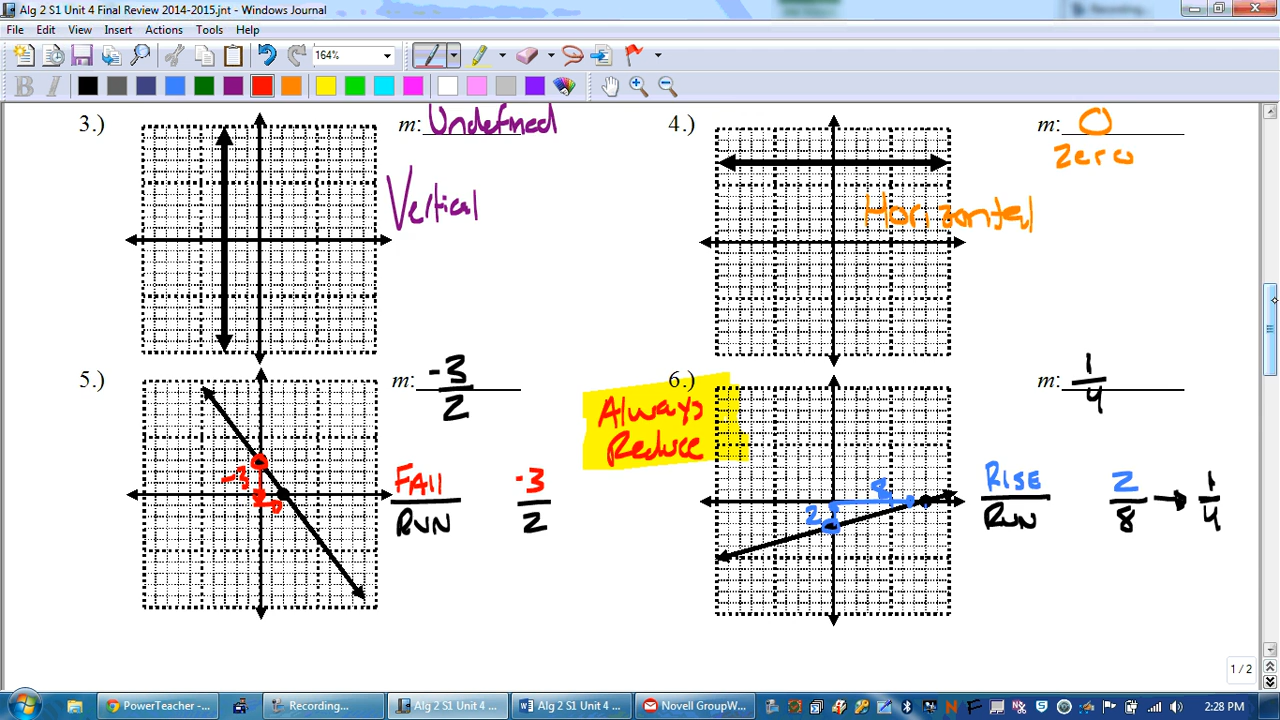 Alg 2 S1 Unit 4 Final Review 2014-2015.jnt - Windows Journal
Recording...
File Edit View Insert Actions Tools Help
164%
B I
3.) m: Undefined
Vertical
4.) m: 0
Zero
Horizontal
5.) m: -3/2
-3
2
FAll/RUN -3/2
Always
Reduce
6.) m: 1/4
8
2
RISE/RUN 2/8 → 1/4
1 / 2
PowerTeacher - ...
Recording...
Alg 2 S1 Unit 4 ...
Alg 2 S1 Unit 4 ...
Novell GroupW...
2:28 PM